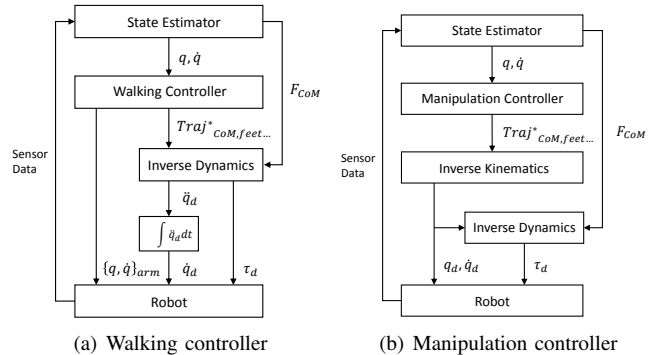 State Estimator
q, q̇
F_CoM
Walking Controller
Traj*_CoM,feet...
Sensor
Data
Inverse Dynamics
q̈_d
∫ q̈_d dt
{q, q̇}_arm
q̇_d
τ_d
Robot
(a) Walking controller
State Estimator
q, q̇
Manipulation Controller
F_CoM
Traj*_CoM,feet...
Sensor
Data
Inverse Kinematics
Inverse Dynamics
q_d, q̇_d
τ_d
Robot
(b) Manipulation controller